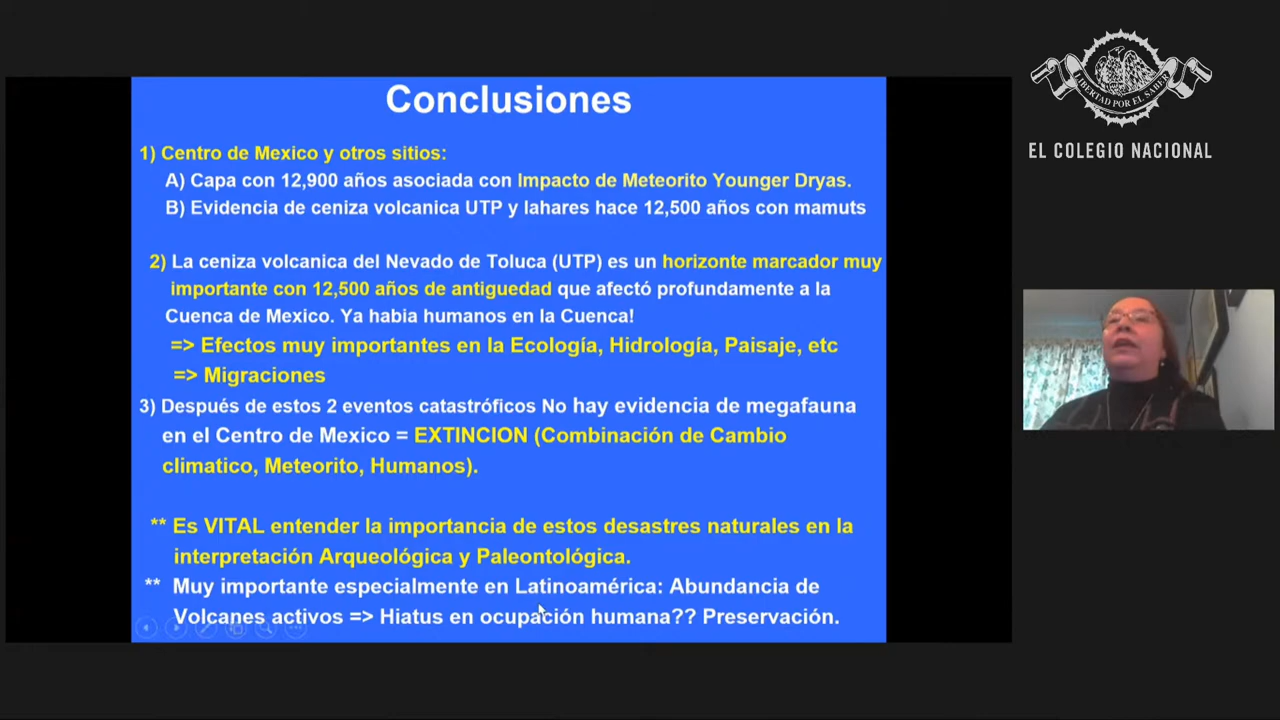 Conclusiones
1) Centro de Mexico y otros sitios:
A) Capa con 12,900 años asociada con Impacto de Meteorito Younger Dryas.
B) Evidencia de ceniza volcanica UTP y lahares hace 12,500 años con mamuts
2) La ceniza volcanica del Nevado de Toluca (UTP) es un horizonte marcador muy
importante con 12,500 años de antiguedad que afectó profundamente a la
Cuenca de Mexico. Ya habia humanos en la Cuenca!
=> Efectos muy importantes en la Ecología, Hidrología, Paisaje, etc
=> Migraciones
3) Después de estos 2 eventos catastróficos No hay evidencia de megafauna
en el Centro de Mexico = EXTINCION (Combinación de Cambio
climatico, Meteorito, Humanos).
** Es VITAL entender la importancia de estos desastres naturales en la
interpretación Arqueológica y Paleontológica.
** Muy importante especialmente en Latinoamérica: Abundancia de
Volcanes activos => Hiatus en ocupación humana?? Preservación.
LIBERTAD POR EL SABER
EL COLEGIO NACIONAL